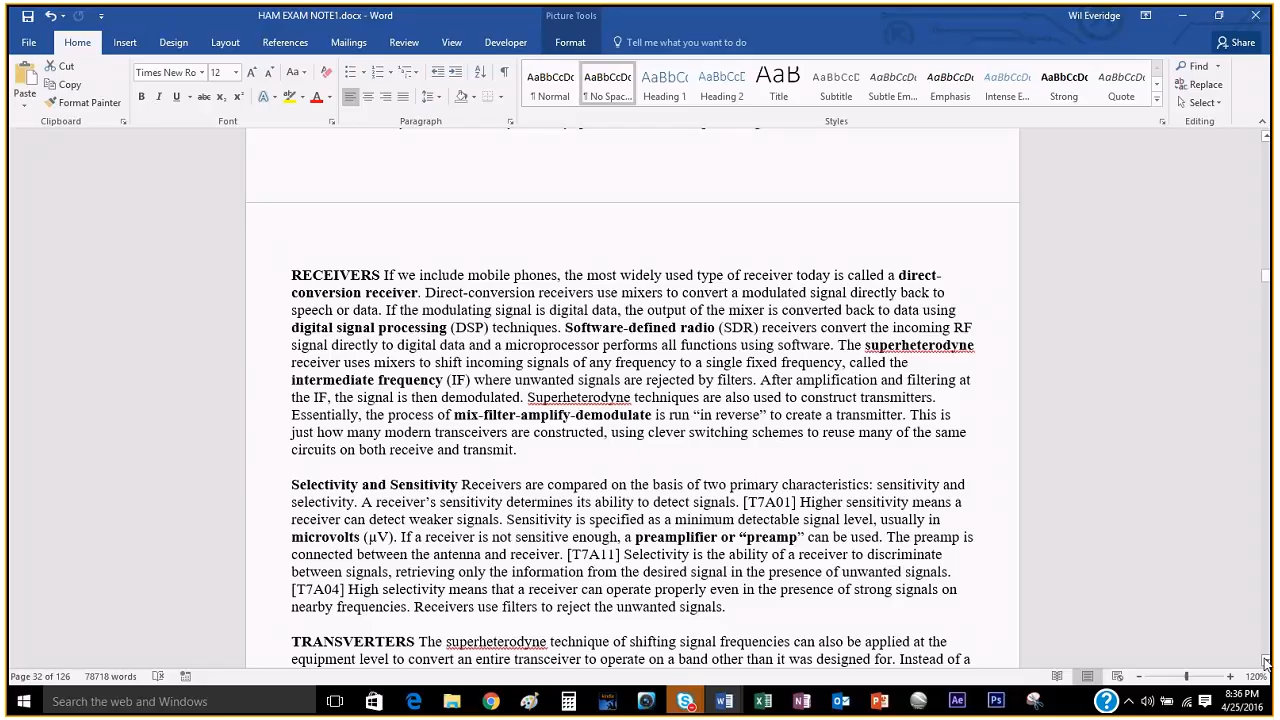 HAM EXAM NOTE1.docx - Word
Picture Tools
Wil Everidge
File Home Insert Design Layout References Mailings Review View Developer Format Tell me what you want to do Share
Paste
Cut
Copy
Format Painter
Clipboard
Times New Ro 12
B I U abc x₂ x²
Font
Paragraph
AaBbCcDc AaBbCcDc AaBbCc AaBbCcC AaB AaBbCcD AaBbCcDc AaBbCcDc AaBbCcDc AaBbCcDc AaBbCcDc
¶ Normal ¶ No Spac... Heading 1 Heading 2 Title Subtitle Subtle Em... Emphasis Intense E... Strong Quote
Styles
Find
Replace
Select
Editing
RECEIVERS If we include mobile phones, the most widely used type of receiver today is called a direct-
conversion receiver. Direct-conversion receivers use mixers to convert a modulated signal directly back to
speech or data. If the modulating signal is digital data, the output of the mixer is converted back to data using
digital signal processing (DSP) techniques. Software-defined radio (SDR) receivers convert the incoming RF
signal directly to digital data and a microprocessor performs all functions using software. The superheterodyne
receiver uses mixers to shift incoming signals of any frequency to a single fixed frequency, called the
intermediate frequency (IF) where unwanted signals are rejected by filters. After amplification and filtering at
the IF, the signal is then demodulated. Superheterodyne techniques are also used to construct transmitters.
Essentially, the process of mix-filter-amplify-demodulate is run “in reverse” to create a transmitter. This is
just how many modern transceivers are constructed, using clever switching schemes to reuse many of the same
circuits on both receive and transmit.
Selectivity and Sensitivity Receivers are compared on the basis of two primary characteristics: sensitivity and
selectivity. A receiver’s sensitivity determines its ability to detect signals. [T7A01] Higher sensitivity means a
receiver can detect weaker signals. Sensitivity is specified as a minimum detectable signal level, usually in
microvolts (µV). If a receiver is not sensitive enough, a preamplifier or “preamp” can be used. The preamp is
connected between the antenna and receiver. [T7A11] Selectivity is the ability of a receiver to discriminate
between signals, retrieving only the information from the desired signal in the presence of unwanted signals.
[T7A04] High selectivity means that a receiver can operate properly even in the presence of strong signals on
nearby frequencies. Receivers use filters to reject the unwanted signals.
TRANSVERTERS The superheterodyne technique of shifting signal frequencies can also be applied at the
equipment level to convert an entire transceiver to operate on a band other than it was designed for. Instead of a
Page 32 of 126 78718 words
120%
Search the web and Windows
8:36 PM
4/25/2016